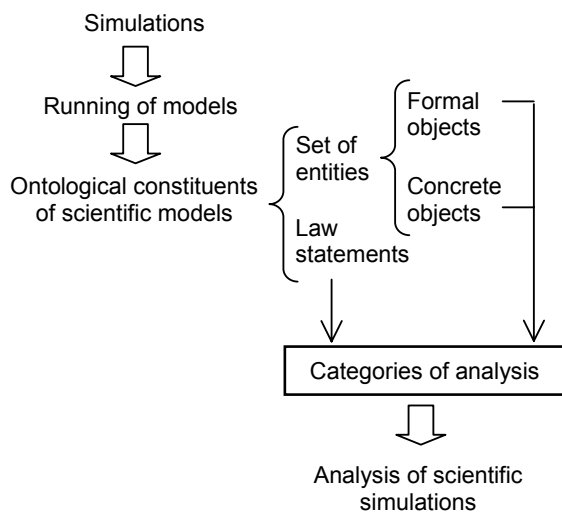 Simulations
Running of models
Ontological constituents
of scientific models
Set of
entities
Law
statements
Formal
objects
Concrete
objects
Categories of analysis
Analysis of scientific
simulations